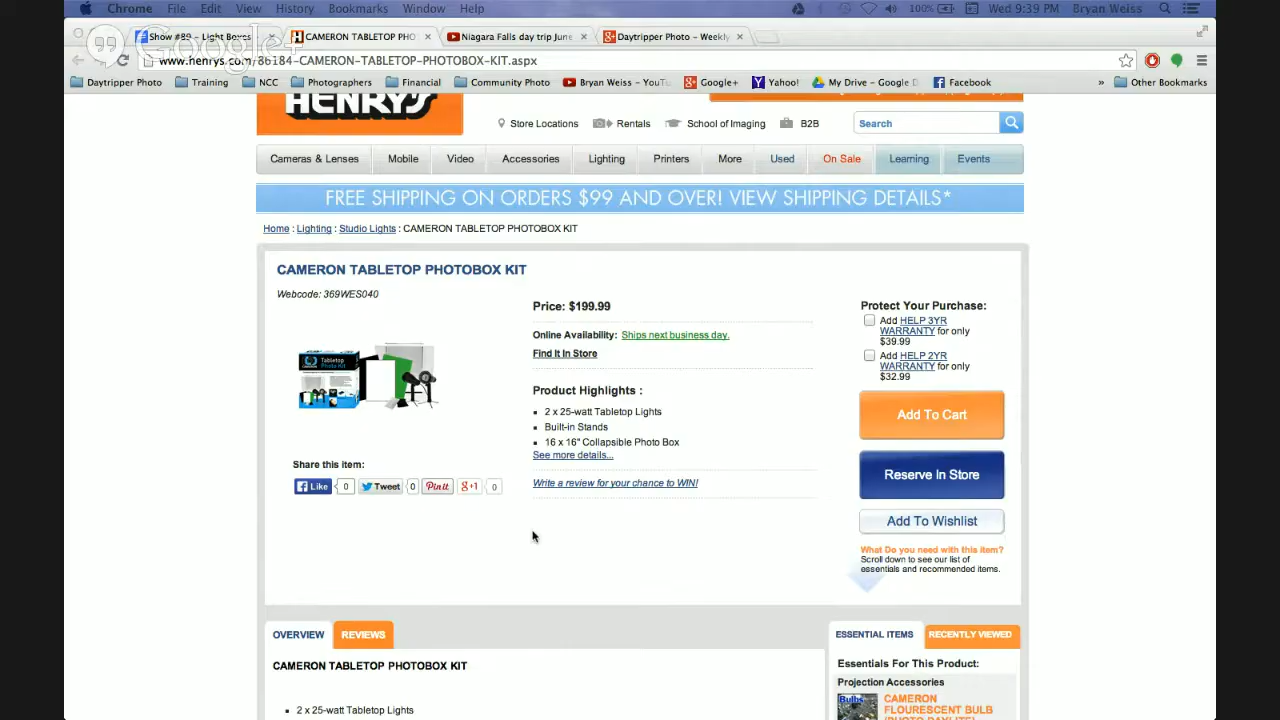 Chrome File Edit View History Bookmarks Window Help 100% Wed 9:39 PM Bryan Weiss
Google+
Show #89 – Light Boxes CAMERON TABLETOP PHO Niagara Falls day trip June Daytripper Photo – Weekly
www.henrys.com/86184-CAMERON-TABLETOP-PHOTOBOX-KIT.aspx
Daytripper Photo Training NCC Photographers Financial Community Photo Bryan Weiss – YouTu Google+ Yahoo! My Drive – Google D Facebook » Other Bookmarks
HENRYS
Store Locations Rentals School of Imaging B2B Search
Cameras & Lenses Mobile Video Accessories Lighting Printers More Used On Sale Learning Events
FREE SHIPPING ON ORDERS $99 AND OVER! VIEW SHIPPING DETAILS*
Home : Lighting : Studio Lights : CAMERON TABLETOP PHOTOBOX KIT
CAMERON TABLETOP PHOTOBOX KIT
Webcode: 369WES040
Tabletop
Photo Kit
Share this item:
Like 0 Tweet 0 Pin it +1 0
Price: $199.99
Online Availability: Ships next business day.
Find It In Store
Product Highlights :
2 x 25-watt Tabletop Lights
Built-in Stands
16 x 16" Collapsible Photo Box
See more details...
Write a review for your chance to WIN!
Protect Your Purchase:
Add HELP 3YR
WARRANTY for only
$39.99
Add HELP 2YR
WARRANTY for only
$32.99
Add To Cart
Reserve In Store
Add To Wishlist
What Do you need with this item?
Scroll down to see our list of
essentials and recommended items.
OVERVIEW REVIEWS
CAMERON TABLETOP PHOTOBOX KIT
2 x 25-watt Tabletop Lights
ESSENTIAL ITEMS RECENTLY VIEWED
Essentials For This Product:
Projection Accessories
Bulbs
CAMERON
FLOURESCENT BULB
(PHOTO DAYLITE)